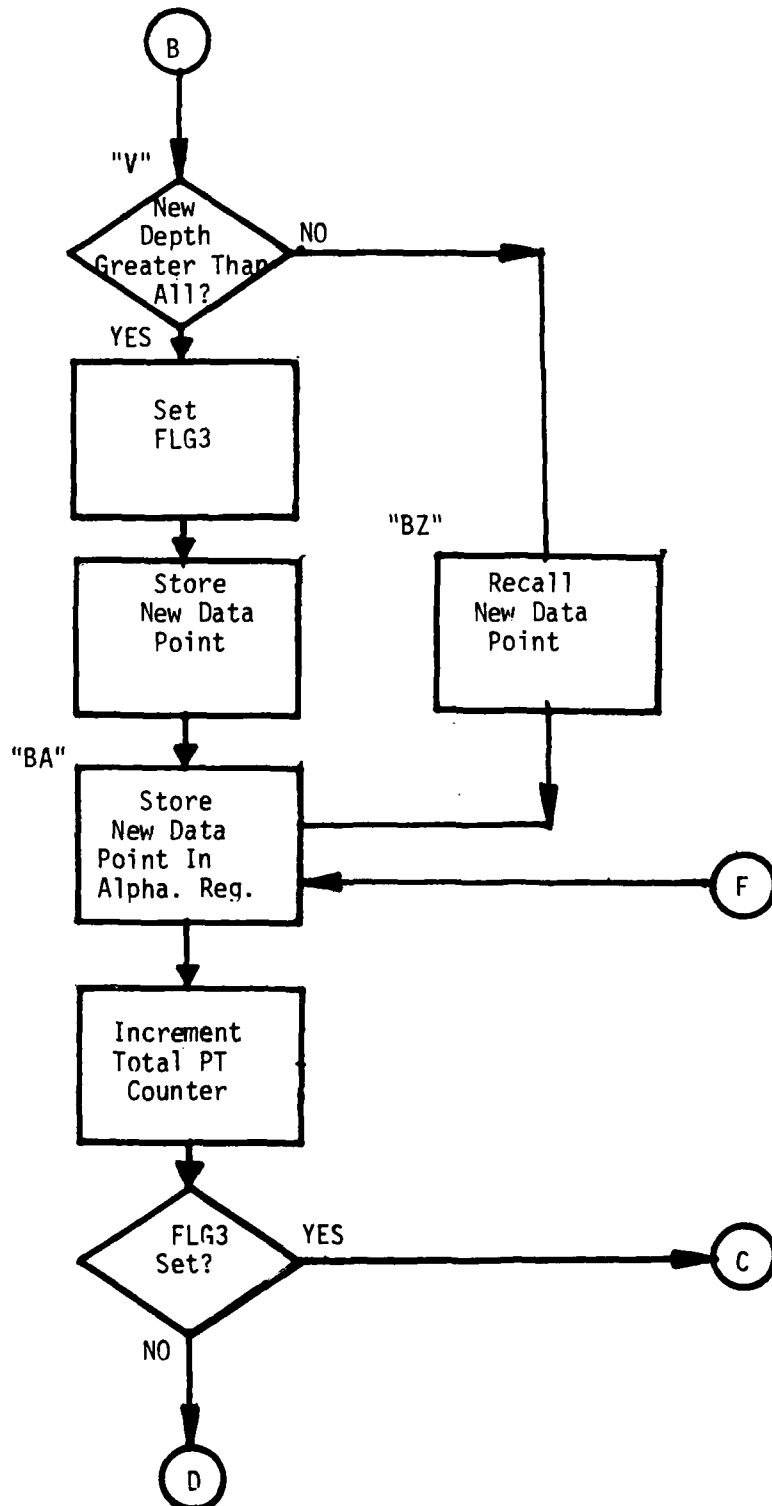 B
"V"
New
Depth
Greater Than
All?
NO
YES
Set
FLG3
"BZ"
Store
New Data
Point
Recall
New Data
Point
"BA"
Store
New Data
Point In
Alpha. Reg.
F
Increment
Total PT
Counter
FLG3
Set?
YES
C
NO
D